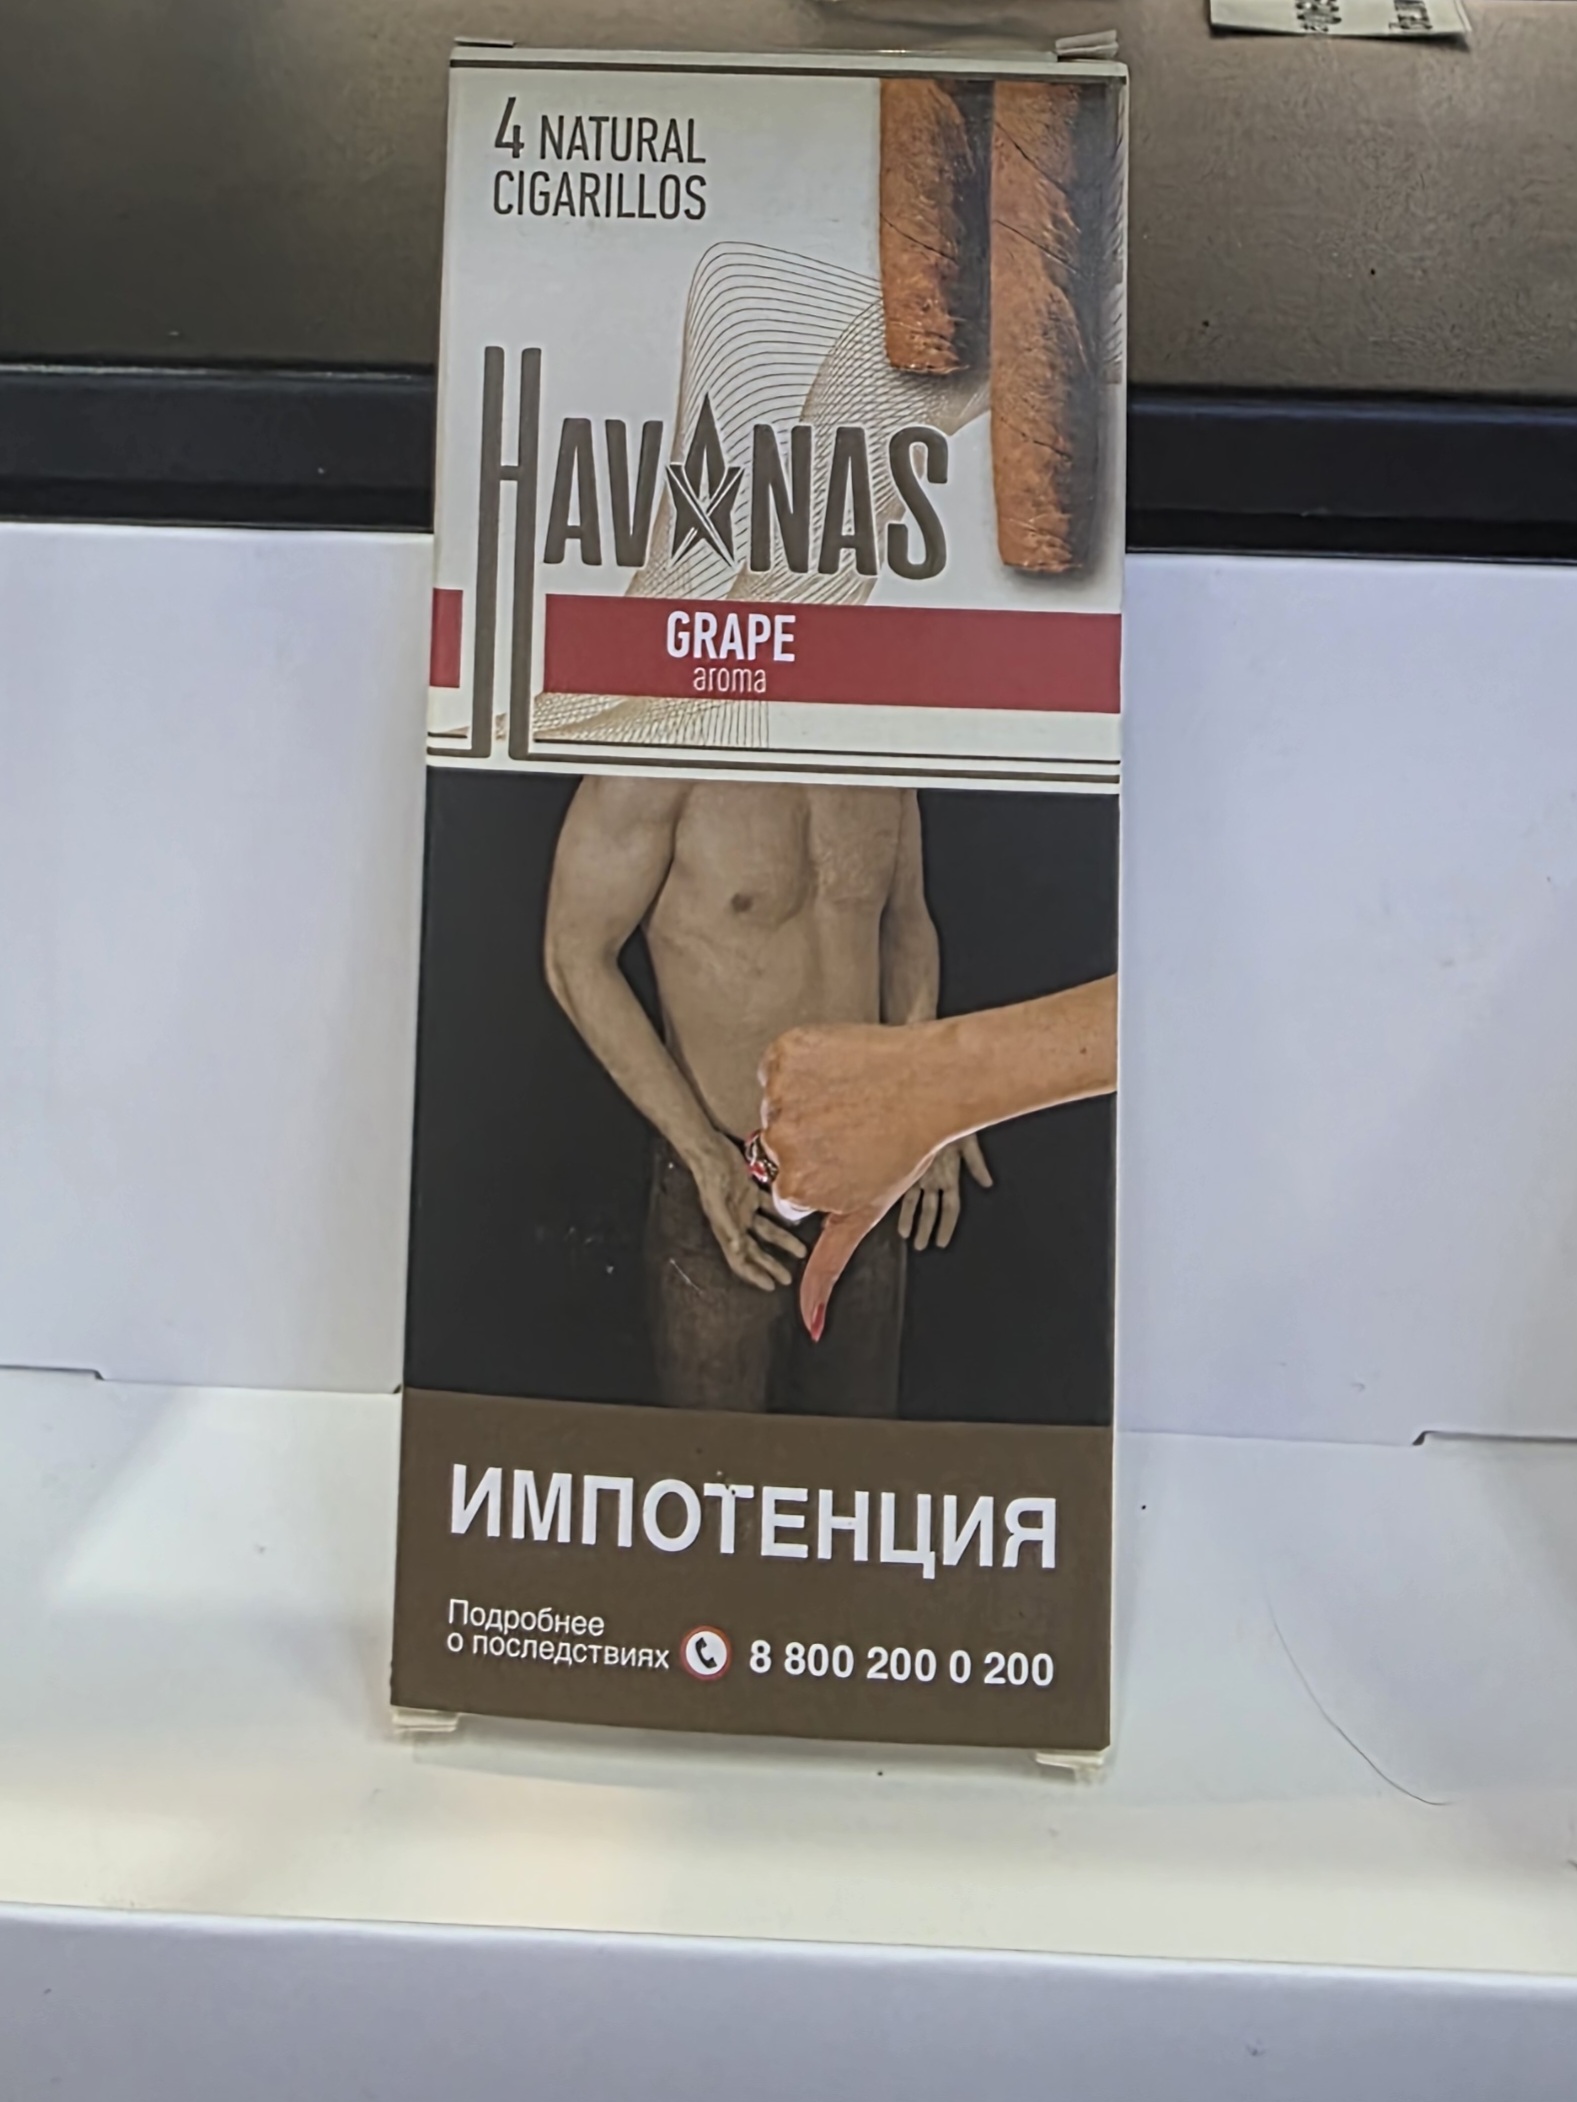 4 NATURAL
CIGARILLOS
HAVANAS
GRAPE
aroma
ИМПОТЕНЦИЯ
Подробнее
о последствиях
8 800 200 0 200